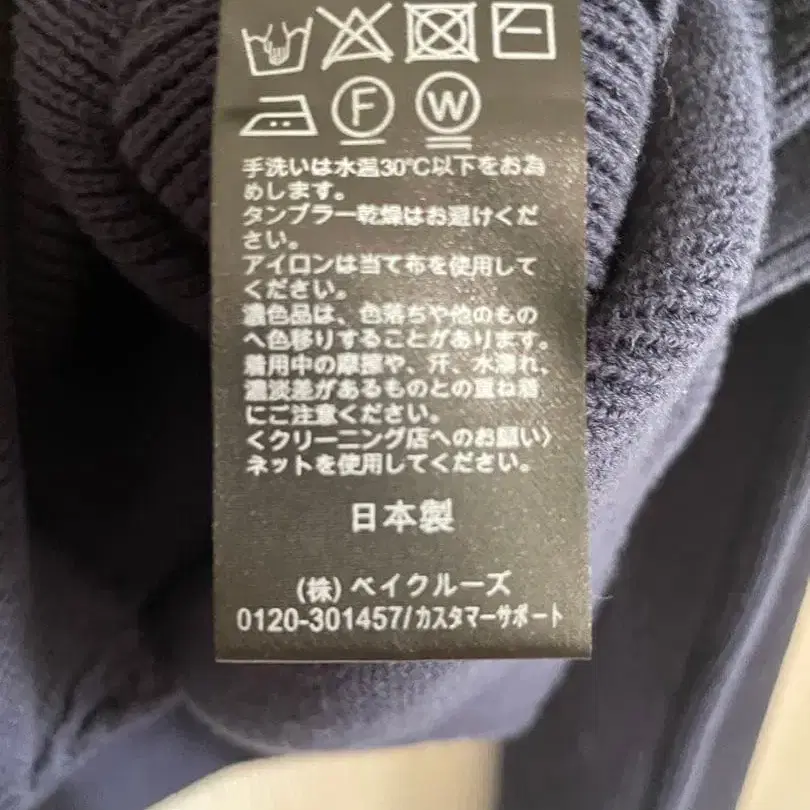 F W
手洗いは水温30℃以下をお為
めします。
タンブラー乾燥はお避けくだ
さい。
アイロンは当て布を使用して
ください。
濃色品は、色落ちや他のもの
へ色移りすることがあります。
着用中の摩擦や、汗、水濡れ、
濃淡差があるものとの重ね着
にご注意ください。
〈クリーニング店へのお願い〉
ネットを使用してください。
日本製
(株)ベイクルーズ
0120-301457/カスタマーサポート